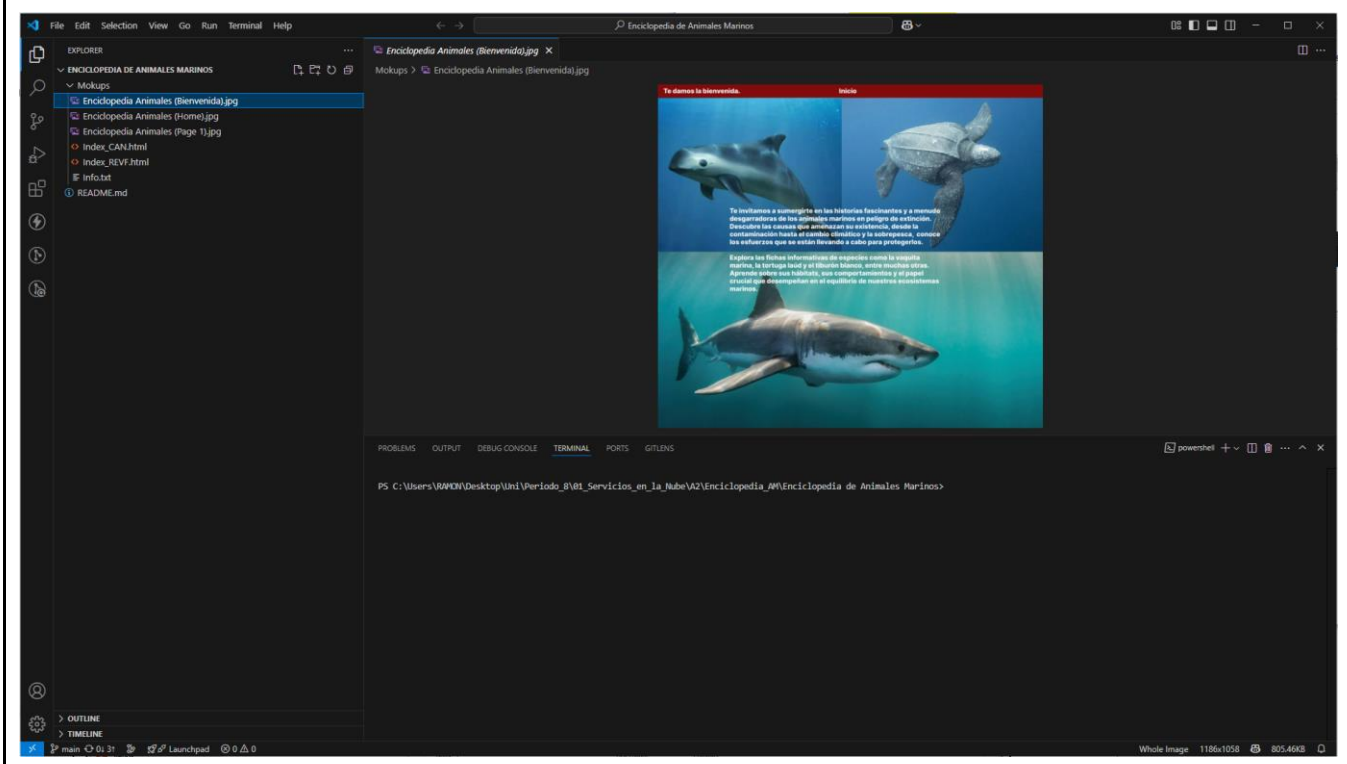 File Edit Selection View Go Run Terminal Help
Enciclopedia de Animales Marinos
EXPLORER
ENCICLOPEDIA DE ANIMALES MARINOS
Mokups
Enciclopedia Animales (Bienvenida).jpg
Enciclopedia Animales (Home).jpg
Enciclopedia Animales (Page 1).jpg
Index_CAN.html
Index_REVF.html
Info.txt
README.md
OUTLINE
TIMELINE
Enciclopedia Animales (Bienvenida).jpg
Mokups > Enciclopedia Animales (Bienvenida).jpg
Te damos la bienvenida. Inicio
Te invitamos a sumergirte en las historias fascinantes y a menudo
desgarradoras de los animales marinos en peligro de extinción.
Descubre las causas que amenazan su existencia, desde la
contaminación hasta el cambio climático y la sobrepesca, conoce
los esfuerzos que se están llevando a cabo para protegerlos.
Explora las fichas informativas de especies como la vaquita
marina, la tortuga laúd y el tiburón blanco, entre muchas otras.
Aprende sobre sus hábitats, sus comportamientos y el papel
crucial que desempeñan en el equilibrio de nuestros ecosistemas
marinos.
PROBLEMS OUTPUT DEBUG CONSOLE TERMINAL PORTS GITLENS
powershell
PS C:\Users\RAMON\Desktop\Uni\Periodo_8\01_Servicios_en_la_Nube\A2\Enciclopedia_AM\Enciclopedia de Animales Marinos>
main 0↓ 3↑ Launchpad 0 0
Whole Image 1186x1058 805.46KB